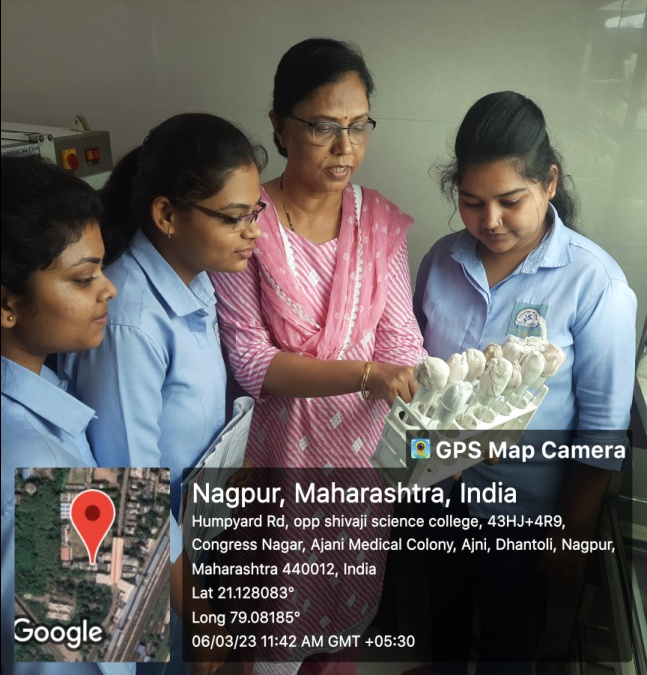 GPS Map Camera
Nagpur, Maharashtra, India
Humpyard Rd, opp shivaji science college, 43HJ+4R9,
Congress Nagar, Ajani Medical Colony, Ajni, Dhantoli, Nagpur,
Maharashtra 440012, India
Lat 21.128083°
Long 79.08185°
06/03/23 11:42 AM GMT +05:30
Google